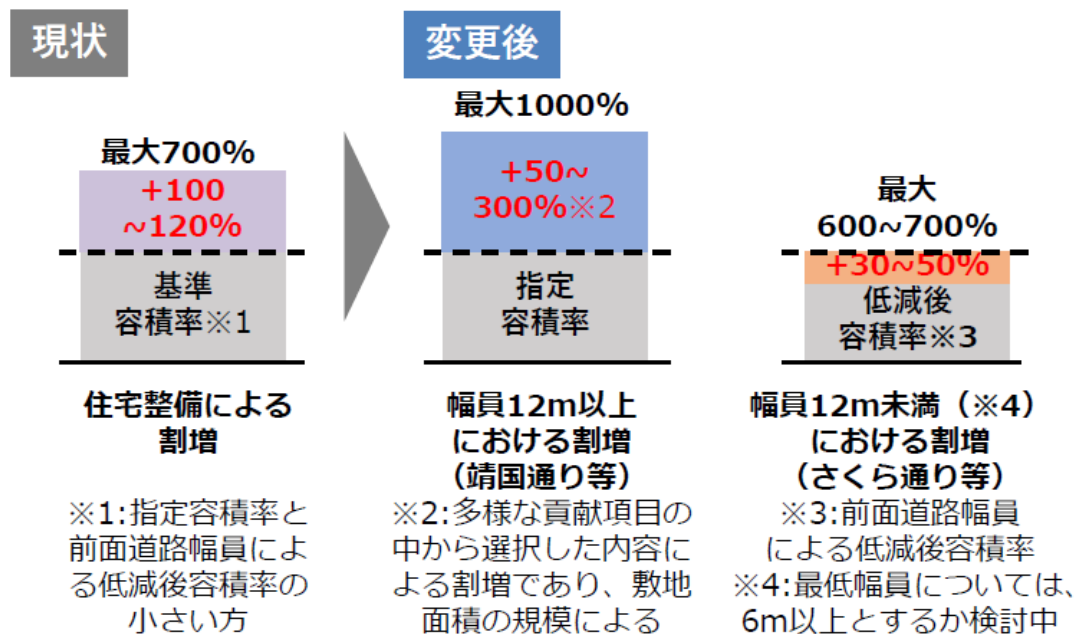 現状
最大700%
+100
~120%
基準
容積率※1
住宅整備による
割増
※1:指定容積率と
前面道路幅員によ
る低減後容積率の
小さい方
変更後
最大1000%
+50~
300%※2
指定
容積率
幅員12m以上
における割増
（靖国通り等）
※2:多様な貢献項目の
中から選択した内容に
よる割増であり、敷地
面積の規模による
最大
600~700%
+30~50%
低減後
容積率※3
幅員12m未満（※4）
における割増
（さくら通り等）
※3:前面道路幅員
による低減後容積率
※4:最低幅員については、
6m以上とするか検討中